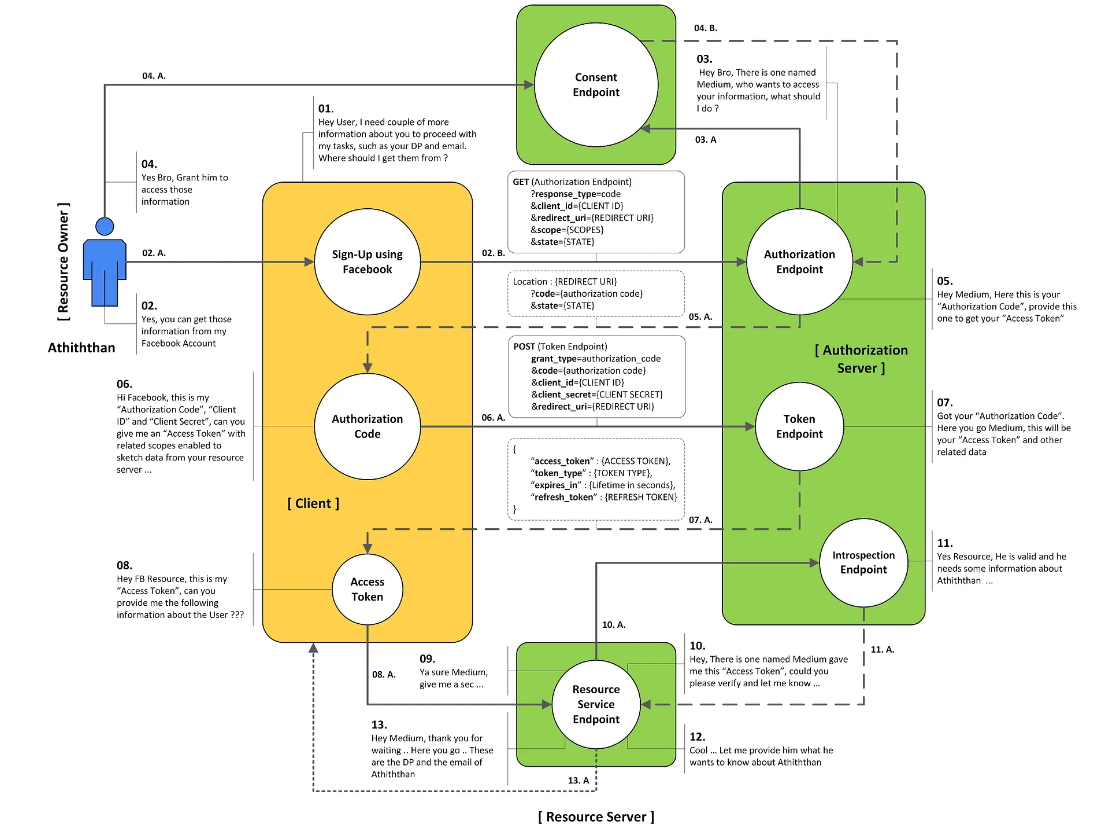 04. B.
Consent
Endpoint
03.
Hey Bro, There is one named
Medium, who wants to access
your information, what should
I do ?
04. A.
03. A
01.
Hey User, I need couple of more
information about you to proceed with
my tasks, such as your DP and email.
Where should I get them from ?
04.
Yes Bro, Grant him to
access those
information
GET (Authorization Endpoint)
?response_type=code
&client_id={CLIENT ID}
&redirect_uri={REDIRECT URI}
&scope={SCOPES}
&state={STATE}
[ Resource Owner ]
02. A.
Sign-Up using
Facebook
02. B.
Authorization
Endpoint
Location : {REDIRECT URI}
?code={authorization code}
&state={STATE}
05.
Hey Medium, Here this is your
“Authorization Code”, provide this
one to get your “Access Token”
02.
Yes, you can get those
information from my
Facebook Account
Athiththan
05. A.
[ Authorization
Server ]
POST (Token Endpoint)
grant_type=authorization_code
&code={authorization code}
&client_id={CLIENT ID}
&client_secret={CLIENT SECRET}
&redirect_uri={REDIRECT URI}
06.
Hi Facebook, this is my
“Authorization Code”, “Client
ID” and “Client Secret”, can you
give me an “Access Token” with
related scopes enabled to
sketch data from your resource
server ...
Authorization
Code
06. A.
Token
Endpoint
07.
Got your “Authorization Code”.
Here you go Medium, this will be
your “Access Token” and other
related data
{
“access_token” : {ACCESS TOKEN},
“token_type” : {TOKEN TYPE},
“expires_in” : {Lifetime in seconds},
“refresh_token” : {REFRESH TOKEN}
}
[ Client ]
07. A.
08.
Hey FB Resource, this is my
“Access Token”, can you
provide me the following
information about the User ???
Access
Token
Introspection
Endpoint
11.
Yes Resource, He is valid and he
needs some information about
Athiththan ...
10. A.
08. A.
09.
Ya sure Medium,
give me a sec ...
10.
Hey, There is one named Medium gave
me this “Access Token”, could you
please verify and let me know ...
11. A.
Resource
Service
Endpoint
13.
Hey Medium, thank you for
waiting .. Here you go .. These
are the DP and the email of
Athiththan
12.
Cool ... Let me provide him what he
wants to know about Athiththan
13. A
[ Resource Server ]